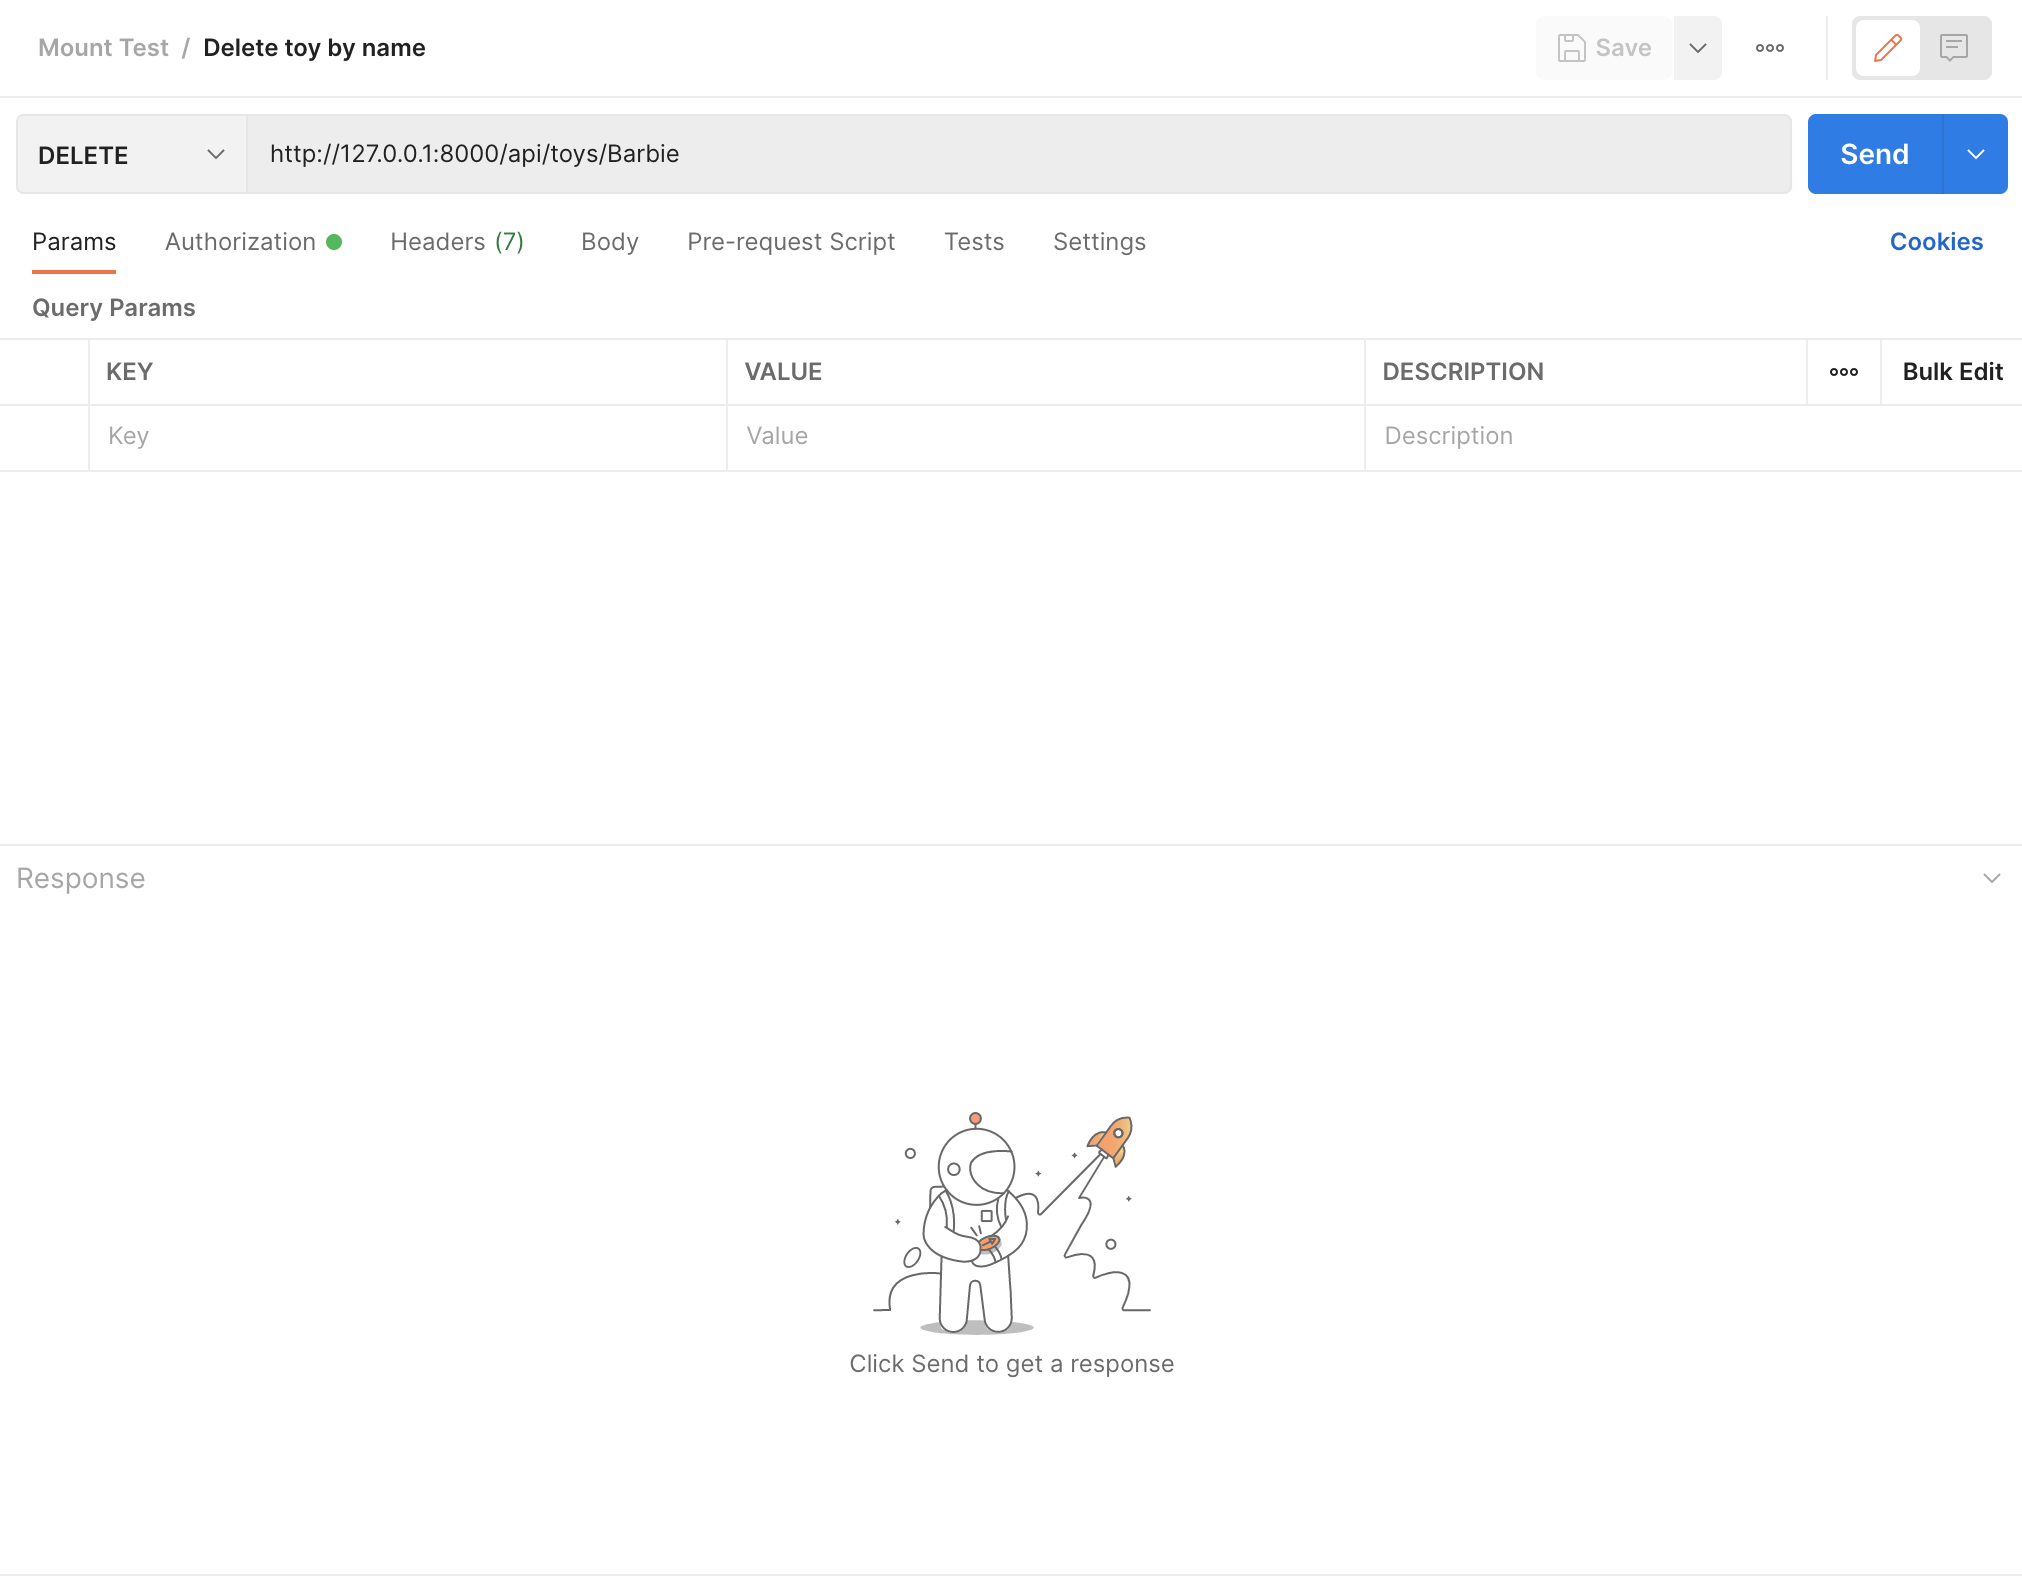 Mount Test / Delete toy by name
Save
DELETE
http://127.0.0.1:8000/api/toys/Barbie
Send
Params Authorization Headers (7) Body Pre-request Script Tests Settings Cookies
Query Params
KEY VALUE DESCRIPTION Bulk Edit
Key Value Description
Response
Click Send to get a response